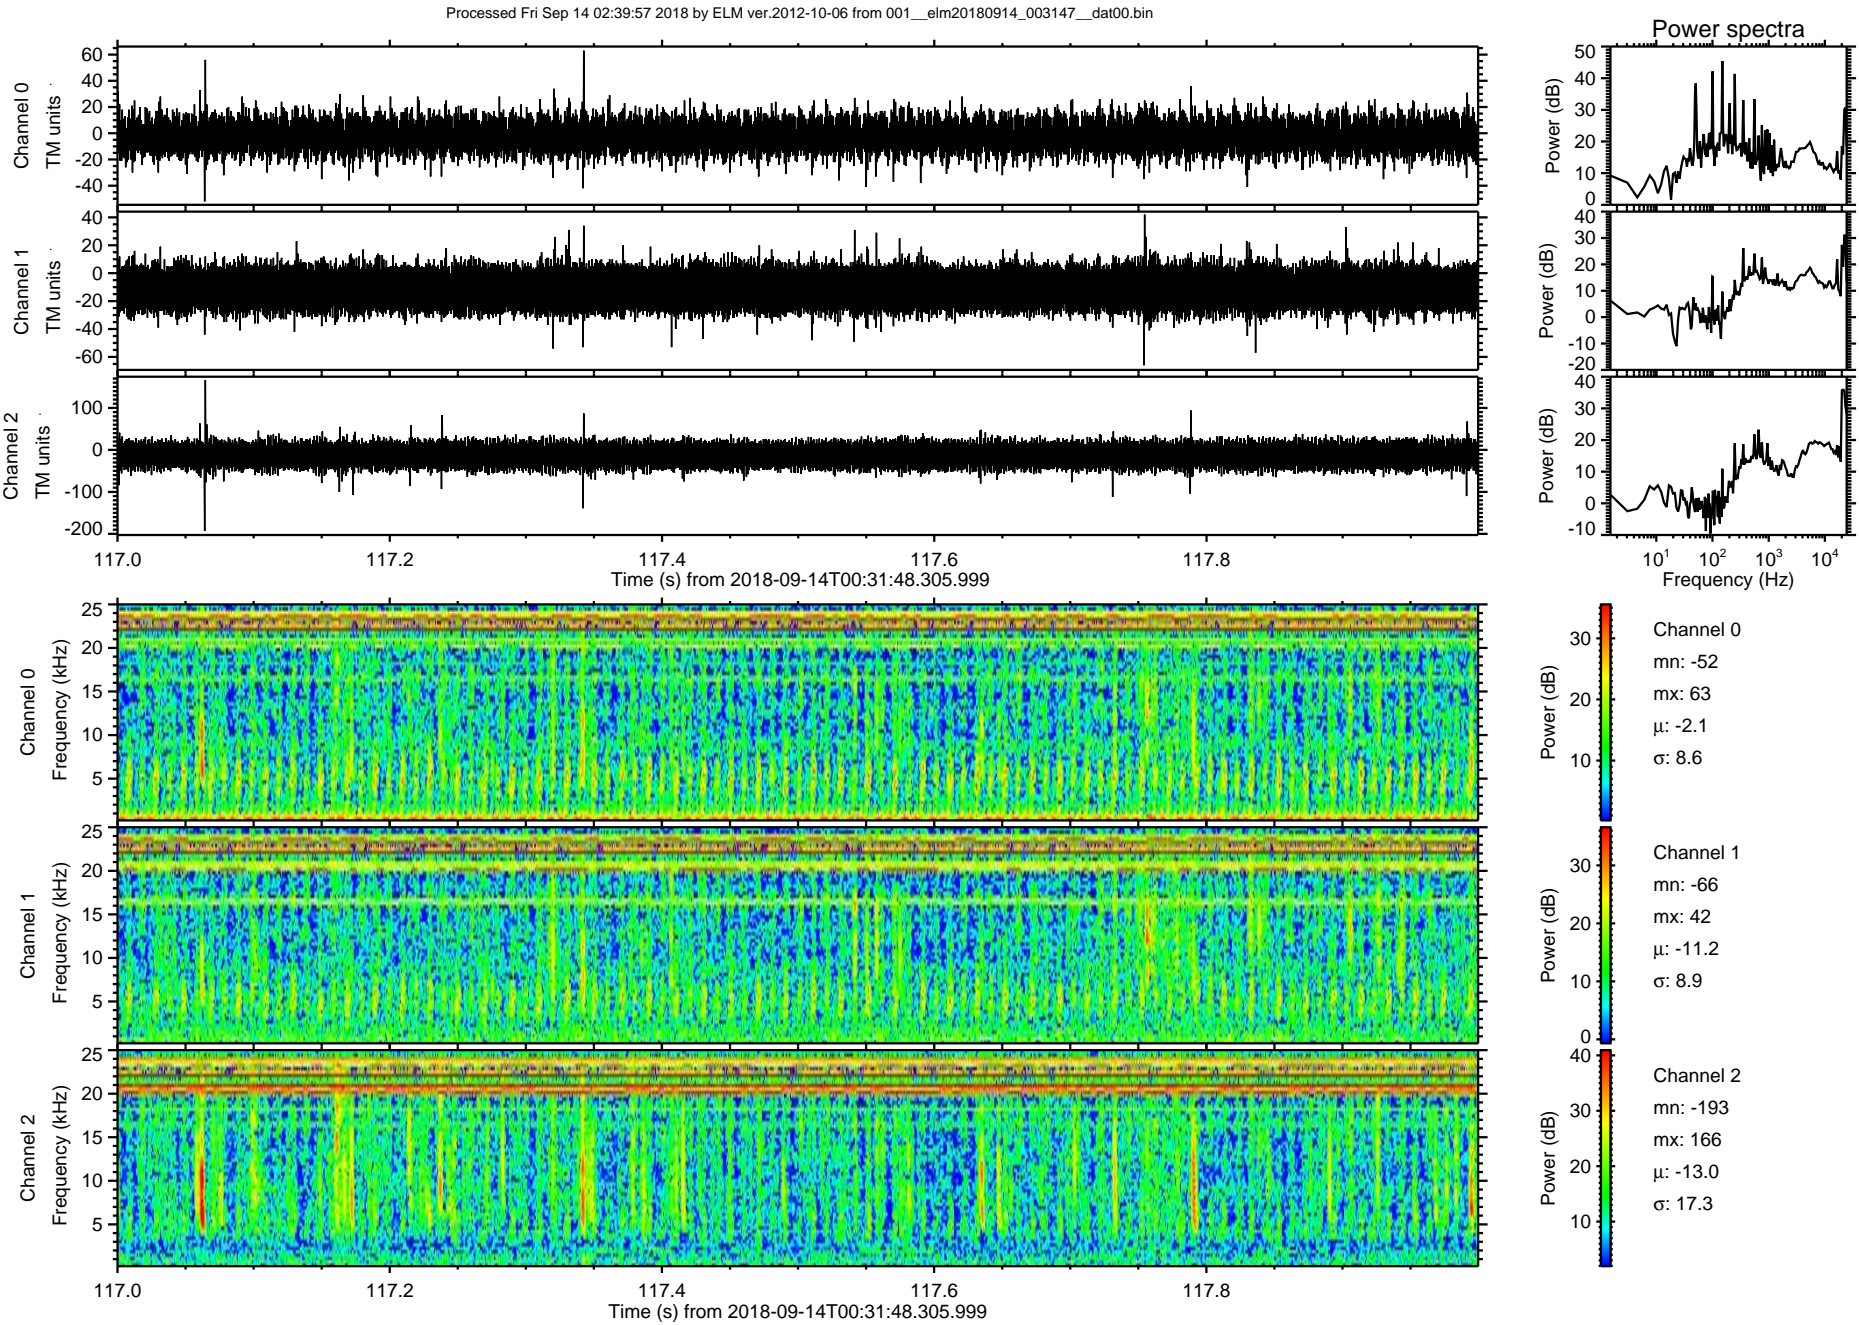 Processed Fri Sep 14 02:39:57 2018 by ELM ver.2012-10-06 from 001__elm20180914_003147__dat00.bin
Power spectra
Channel 0
TM units
60
40
20
0
-20
-40
Power (dB)
50
40
30
20
10
0
Channel 1
TM units
40
20
0
-20
-40
-60
Power (dB)
40
30
20
10
0
-10
-20
Channel 2
TM units
100
0
-100
-200
Power (dB)
40
30
20
10
0
-10
117.0 117.2 117.4 117.6 117.8
Time (s) from 2018-09-14T00:31:48.305.999
10^1 10^2 10^3 10^4
Frequency (Hz)
Channel 0
Frequency (kHz)
25
20
15
10
5
Power (dB)
30
20
10
Channel 0
mn: -52
mx: 63
μ: -2.1
σ: 8.6
Channel 1
Frequency (kHz)
25
20
15
10
5
Power (dB)
30
20
10
0
Channel 1
mn: -66
mx: 42
μ: -11.2
σ: 8.9
Channel 2
Frequency (kHz)
25
20
15
10
5
Power (dB)
40
30
20
10
Channel 2
mn: -193
mx: 166
μ: -13.0
σ: 17.3
117.0 117.2 117.4 117.6 117.8
Time (s) from 2018-09-14T00:31:48.305.999